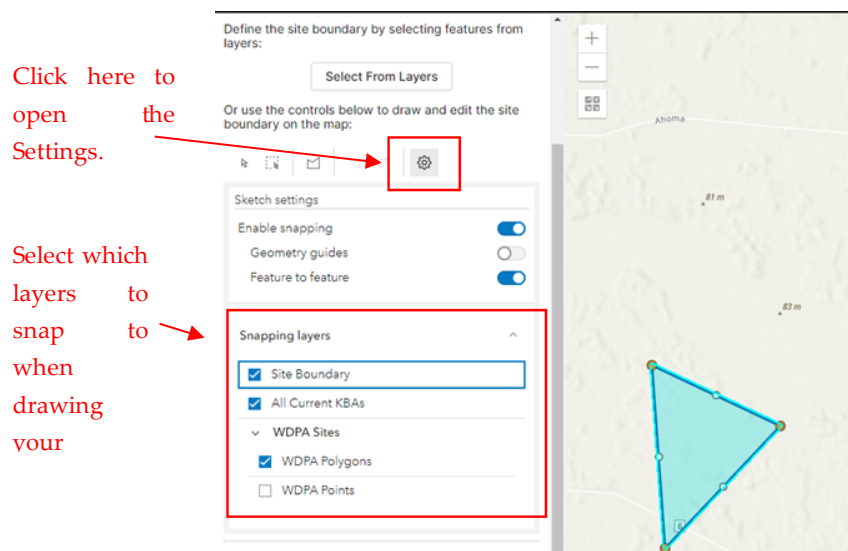 Define the site boundary by selecting features from
layers:
Select From Layers
Or use the controls below to draw and edit the site
boundary on the map:
Click here to
open the
Settings.
Sketch settings
Enable snapping
Geometry guides
Feature to feature
Select which
layers to
snap to
when
drawing
your
Snapping layers
Site Boundary
All Current KBAs
WDPA Sites
WDPA Polygons
WDPA Points
Ahoma
81 m
83 m
6